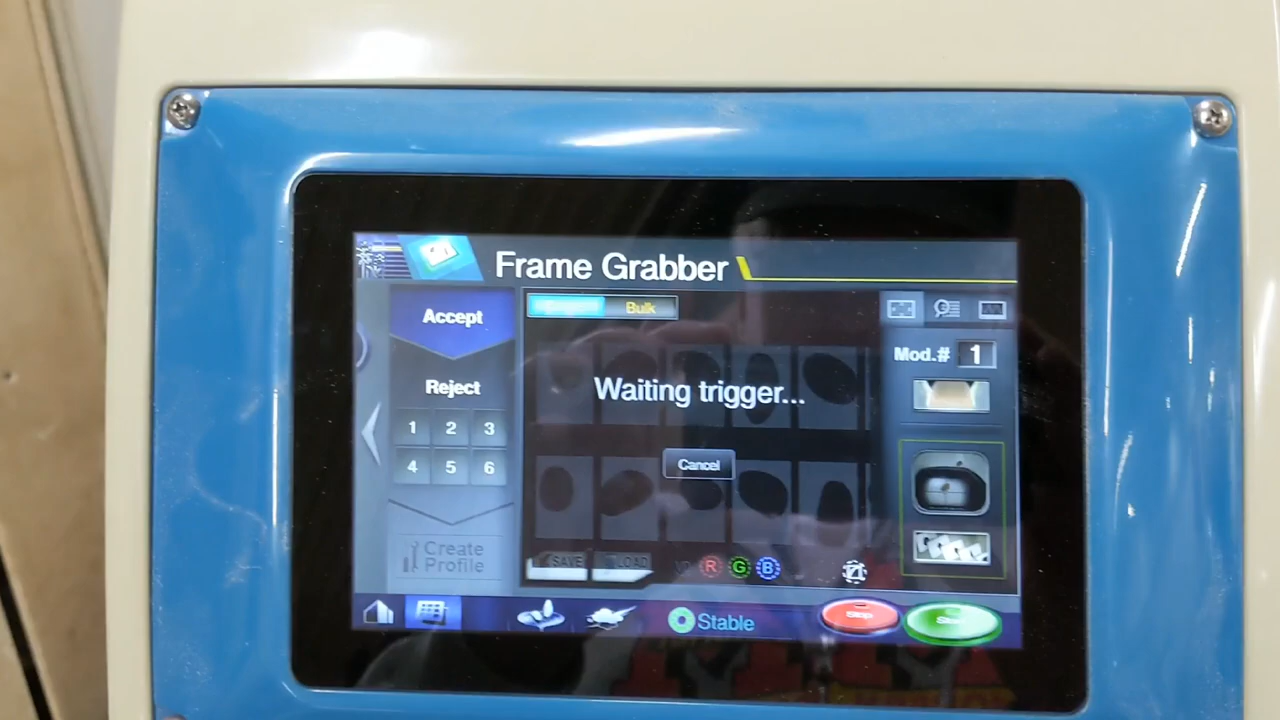 Frame Grabber
Accept
Bulk
Mod.# 1
Reject
Waiting trigger...
1 2 3
4 5 6
Cancel
Create
Profile
SAVE
LOAD
R G B
Stable
Stop